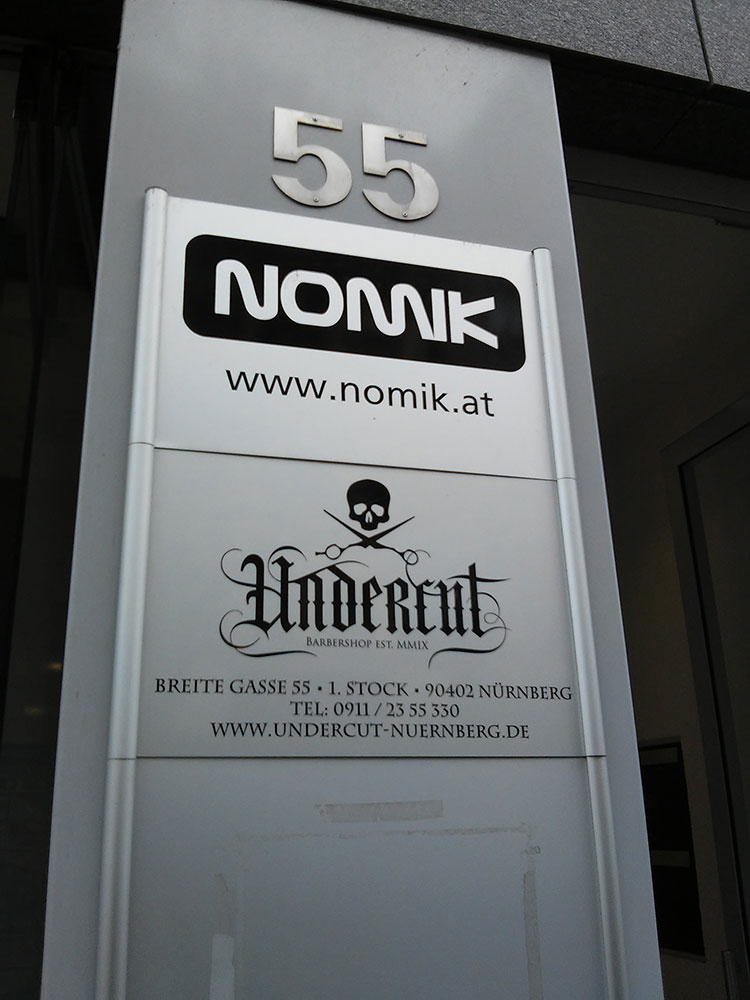 55
NOMIK
www.nomik.at
Undercut
BARBERSHOP EST. MMIX
BREITE GASSE 55 • 1. STOCK • 90402 NÜRNBERG
TEL: 0911 / 23 55 330
WWW.UNDERCUT-NUERNBERG.DE